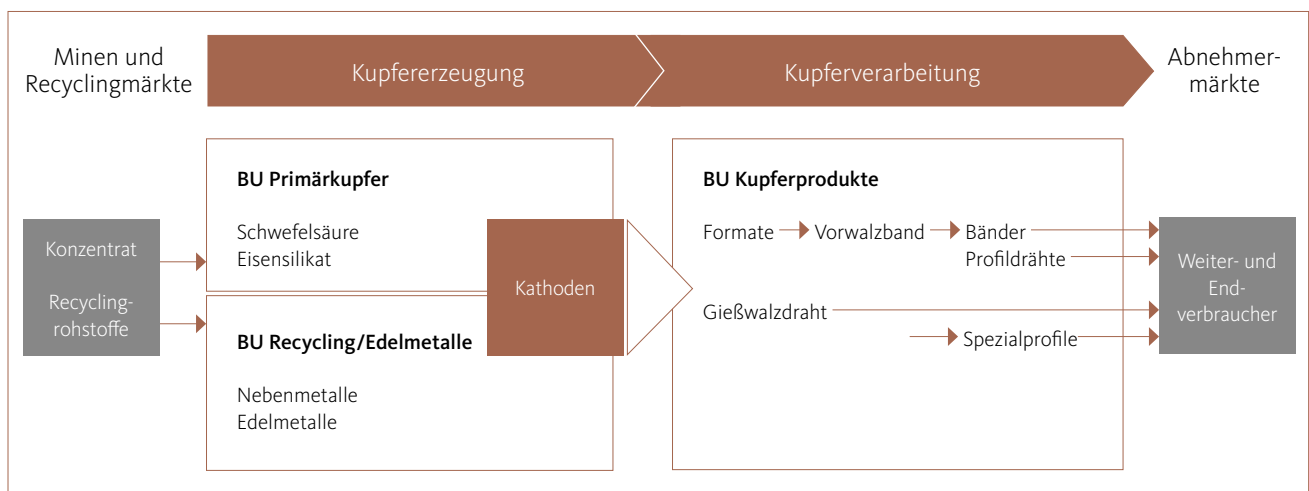 Minen und
Recyclingmärkte
Kupfererzeugung
Kupferverarbeitung
Abnehmer-
märkte
BU Primärkupfer
Schwefelsäure
Eisensilikat
Konzentrat
Recycling-
rohstoffe
BU Recycling/Edelmetalle
Nebenmetalle
Edelmetalle
Kathoden
BU Kupferprodukte
Formate Vorwalzband Bänder
Profildrähte
Gießwalzdraht
Spezialprofile
Weiter- und
End-
verbraucher